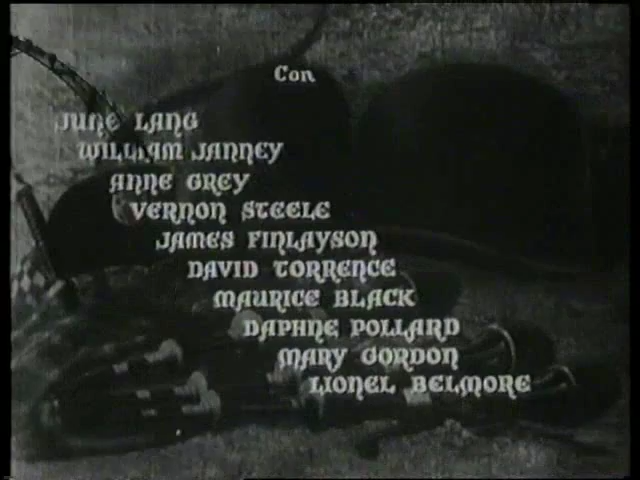 Con
JUNE LANG
WILLIAM JANNEY
ANNE GREY
VERNON STEELE
JAMES FINLAYSON
DAVID TORRENCE
MAURICE BLACK
DAPHNE POLLARD
MARY GORDON
LIONEL BELMORE